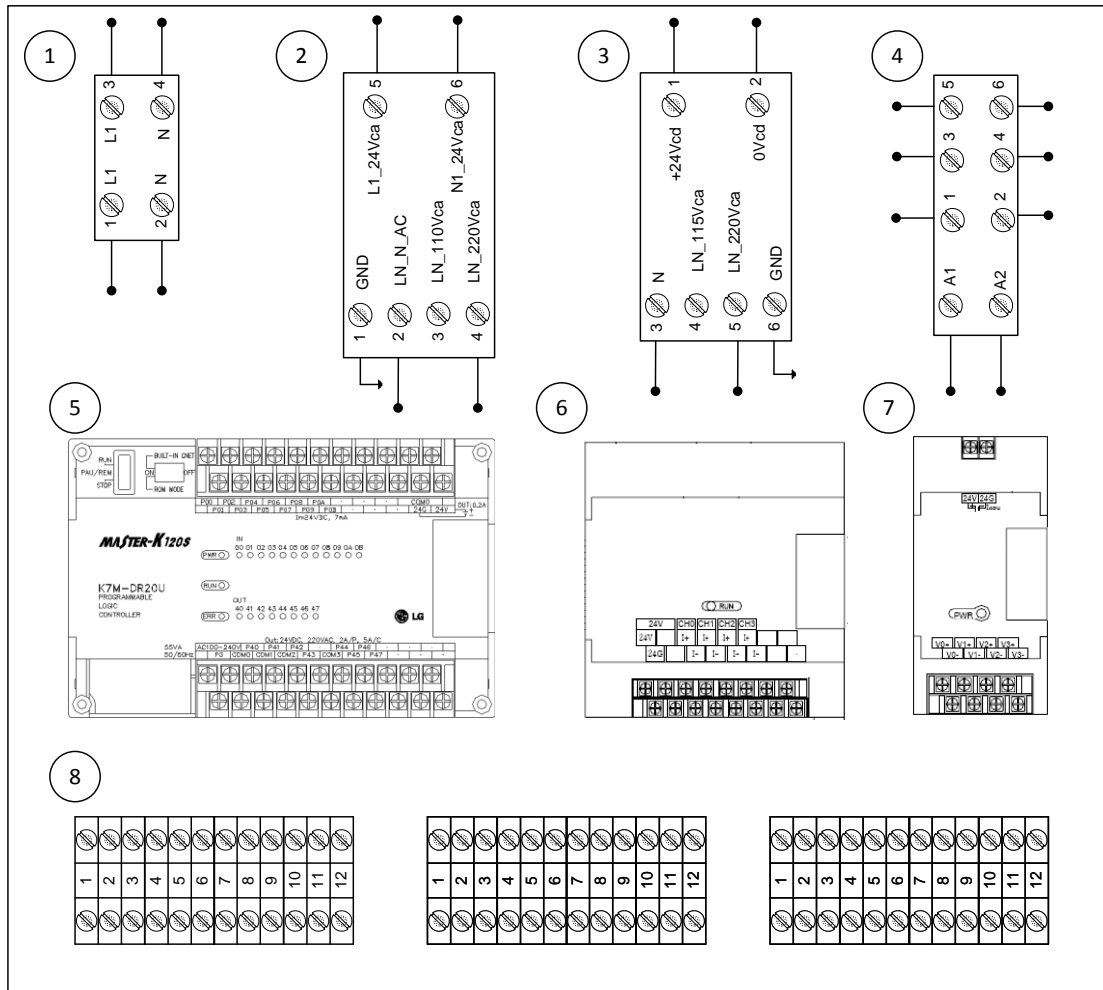 1
3 4
L1 N
L1 N
1 2
2
5 6
L1_24Vca N1_24Vca
GND LN_N_AC LN_110Vca LN_220Vca
1 2 3 4
3
1 2
+24Vcd 0Vcd
N LN_115Vca LN_220Vca GND
3 4 5 6
4
5 6
3 4
1 2
A1 A2
5
RUN
PAU/REM
STOP
BUILT-IN CNET
ON OFF
ROM MODE
P00 P02 P04 P06 P08 P0A - - - - COM0
P01 P03 P05 P07 P09 P0B - - - 24G 24V
OUT:0.2A
In=24VDC, 7mA
MASTER-K120S
IN
PWR
00 01 02 03 04 05 06 07 08 09 0A 0B
K7M-DR20U
PROGRAMMABLE
LOGIC
CONTROLLER
RUN
OUT
40 41 42 43 44 45 46 47
ERR
LG
Out:24VDC, 220VAC, 2A/P, 5A/C
55VA
50/60Hz
AC100-240V P40 P41 P42 - P44 P46 - - - -
FG COM0 COM1 COM2 P43 COM3 P45 P47 - - -
6
RUN
24V CH0 CH1 CH2 CH3
24V I+ I+ I+ I+
24G I- I- I- I- -
7
24V 24G
PWR
V0+ V1+ V2+ V3+
V0- V1- V2- V3-
8
1 2 3 4 5 6 7 8 9 10 11 12
1 2 3 4 5 6 7 8 9 10 11 12
1 2 3 4 5 6 7 8 9 10 11 12